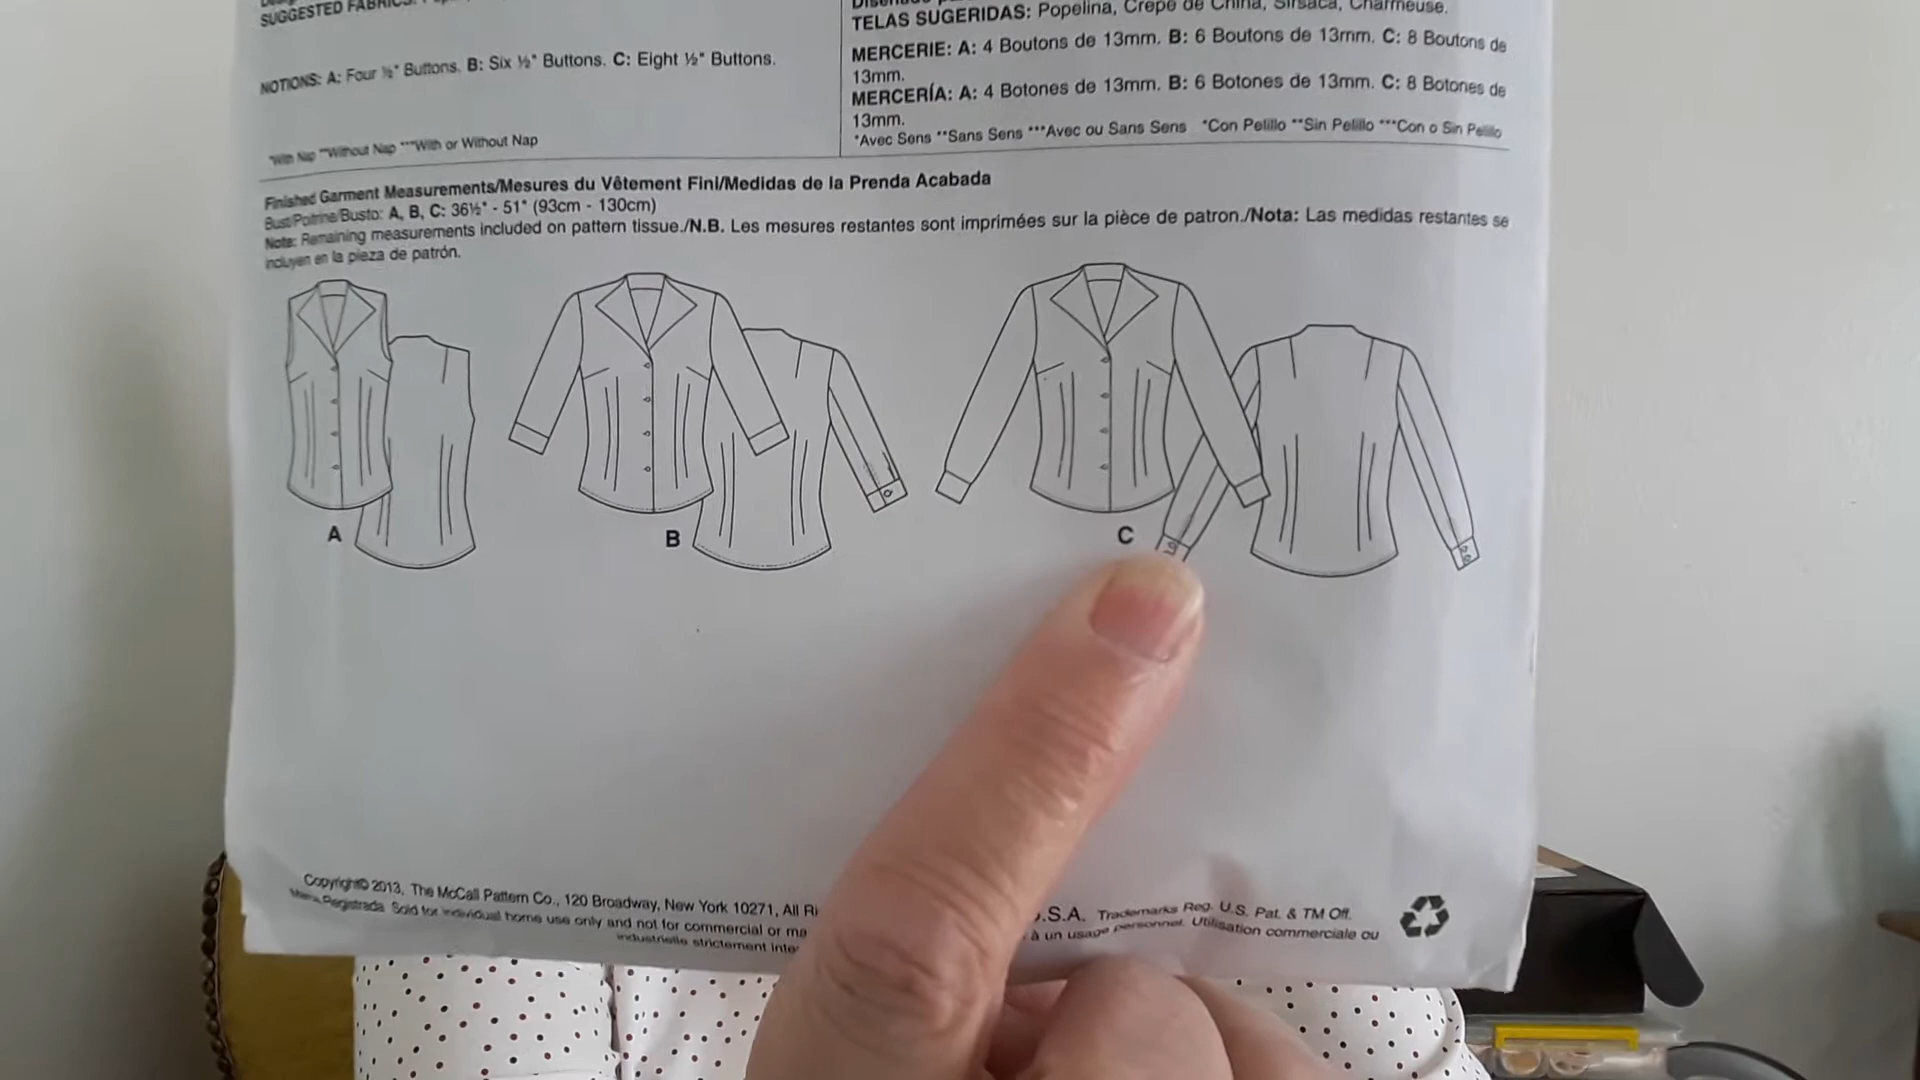 SUGGESTED FABRICS:
NOTIONS: A: Four ½" Buttons. B: Six ½" Buttons. C: Eight ½" Buttons.
*With Nap **Without Nap ***With or Without Nap
TELAS SUGERIDAS: Popelina, Crepe de China, Sirsaca, Charmeuse.
MERCERIE: A: 4 Boutons de 13mm. B: 6 Boutons de 13mm. C: 8 Boutons de
13mm.
MERCERÍA: A: 4 Botones de 13mm. B: 6 Botones de 13mm. C: 8 Botones de
13mm.
*Avec Sens **Sans Sens ***Avec ou Sans Sens *Con Pelillo **Sin Pelillo ***Con o Sin Pelillo
Finished Garment Measurements/Mesures du Vêtement Fini/Medidas de la Prenda Acabada
Bust/Poitrine/Busto: A, B, C: 36½" - 51" (93cm - 130cm)
Note: Remaining measurements included on pattern tissue./N.B. Les mesures restantes sont imprimées sur la pièce de patron./Nota: Las medidas restantes se
incluyen en la pieza de patrón.
A
B
C
Copyright© 2013, The McCall Pattern Co., 120 Broadway, New York 10271, All Ri U.S.A. Trademarks Reg. U.S. Pat. & TM Off.
Registrada Sold for individual home use only and not for commercial or ma à un usage personnel. Utilisation commerciale ou
industrielle strictement inte